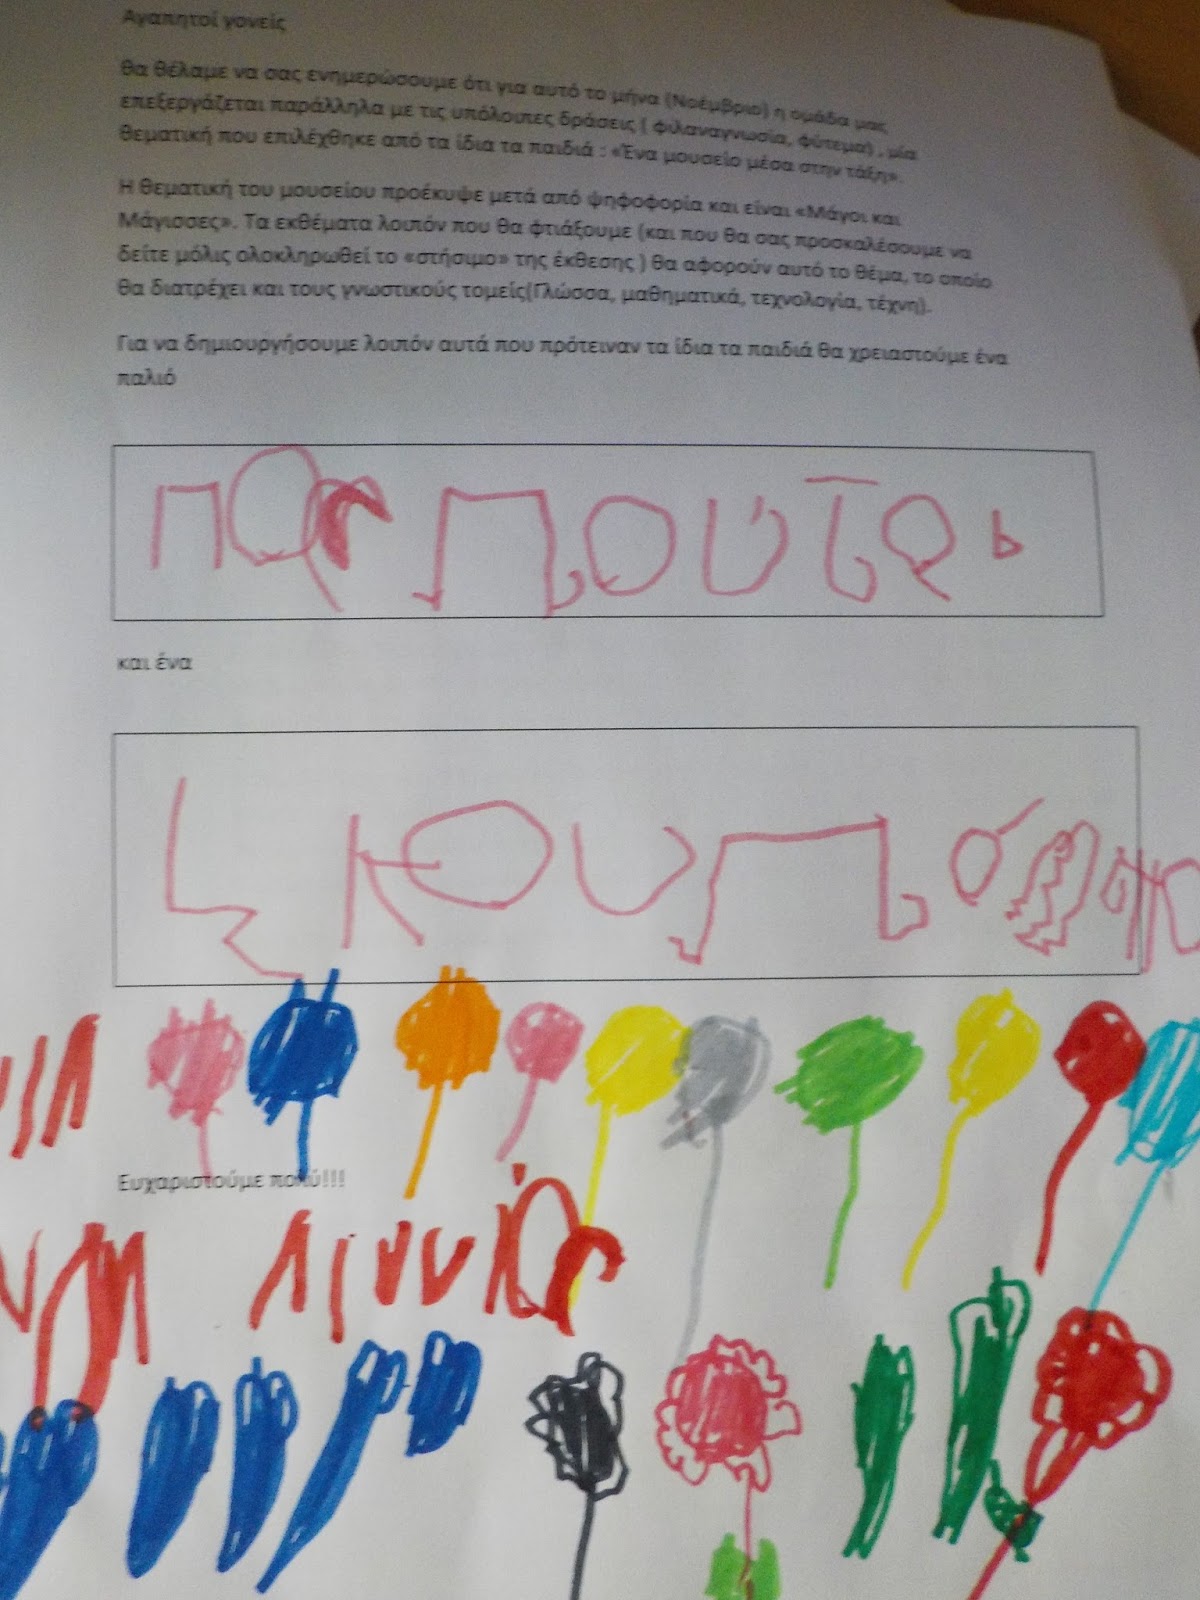 Αγαπητοί γονείς
θα θέλαμε να σας ενημερώσουμε ότι για αυτό το μήνα (Νοέμβριο) η ομάδα μας
επεξεργάζεται παράλληλα με τις υπόλοιπες δράσεις ( φιλαναγνωσία, φύτεμα) , μία
θεματική που επιλέχθηκε από τα ίδια τα παιδιά : «Ένα μουσείο μέσα στην τάξη».
Η θεματική του μουσείου προέκυψε μετά από ψηφοφορία και είναι «Μάγοι και
Μάγισσες». Τα εκθέματα λοιπόν που θα φτιάξουμε (και που θα σας προσκαλέσουμε να
δείτε μόλις ολοκληρωθεί το «στήσιμο» της έκθεσης ) θα αφορούν αυτό το θέμα, το οποίο
θα διατρέχει και τους γνωστικούς τομείς(Γλώσσα, μαθηματικά, τεχνολογία, τέχνη).
Για να δημιουργήσουμε λοιπόν αυτά που πρότειναν τα ίδια τα παιδιά θα χρειαστούμε ένα
παλιό
και ένα
Ευχαριστούμε πολύ!!!